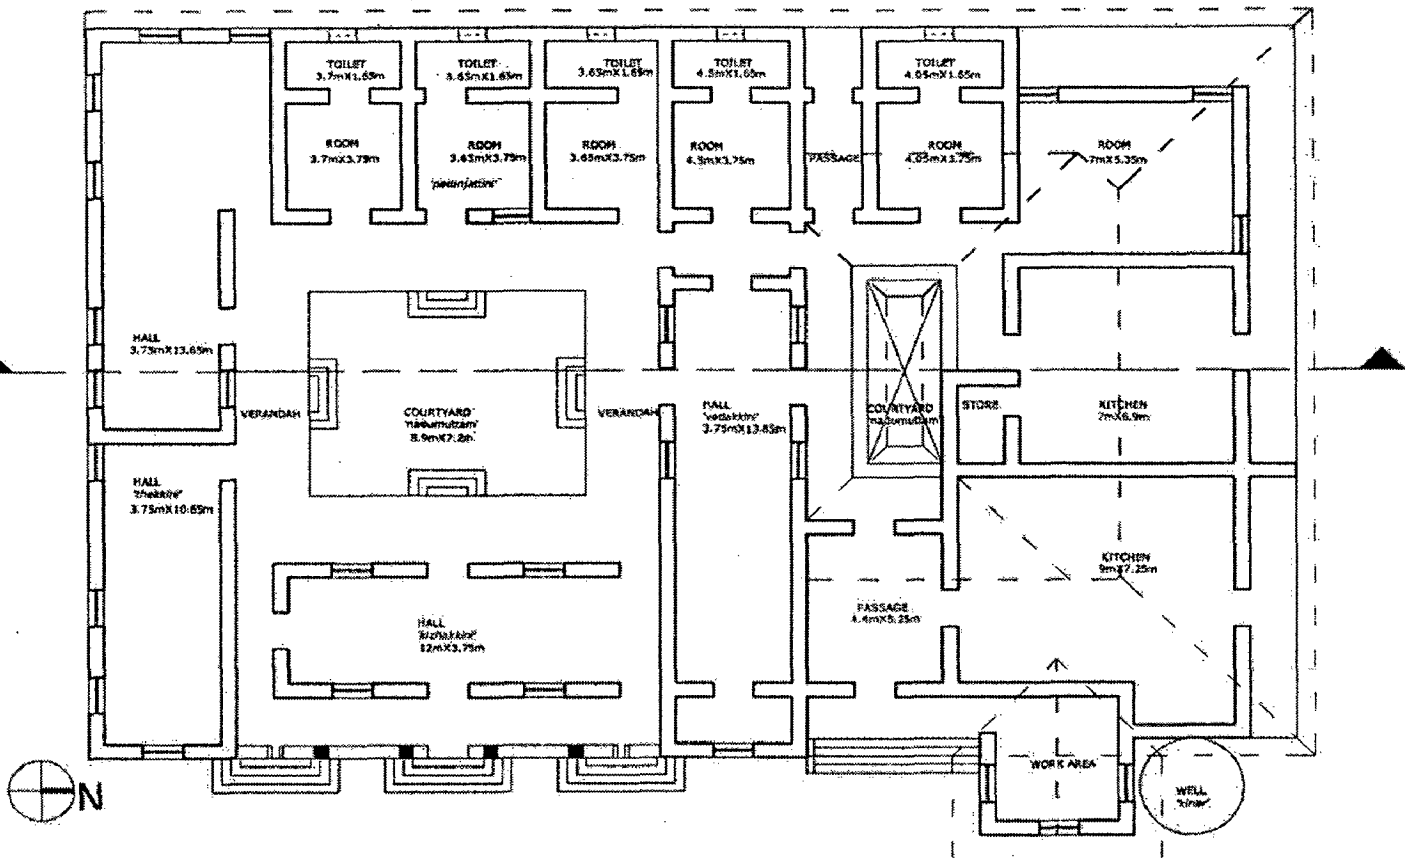 TOILET
3.7mX1.65m
TOILET
3.65mX1.65m
TOILET
3.65mX1.65m
TOILET
4.5mX1.65m
TOILET
4.05mX1.65m
ROOM
3.7mX3.75m
ROOM
3.65mX3.75m
ROOM
3.65mX3.75m
ROOM
4.5mX3.75m
PASSAGE
ROOM
4.05mX3.75m
ROOM
7mX5.35m
HALL
3.75mX13.65m
VERANDAH
COURTYARD
"nadumuttam"
8.9mX7.2m
VERANDAH
HALL
"vadakkini"
3.75mX13.85m
COURTYARD
"nadumuttam"
STORE
KITCHEN
7mX6.9m
HALL
"thekkini"
3.75mX10.65m
KITCHEN
9mX7.25m
PASSAGE
4.4mX5.25m
HALL
"kizhakkini"
12mX3.75m
WORK AREA
WELL
"kinar"
N